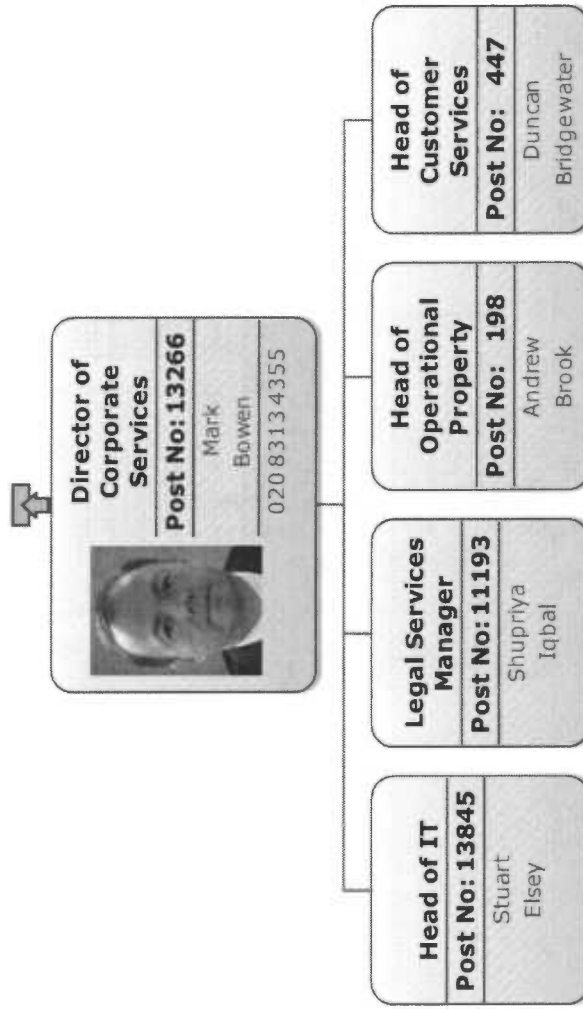 Director of
Corporate
Services
Post No: 13266
Mark
Bowen
020 8313 4355
Head of IT
Post No: 13845
Stuart
Elsey
Legal Services
Manager
Post No: 11193
Shupriya
Iqbal
Head of
Operational
Property
Post No: 198
Andrew
Brook
Head of
Customer
Services
Post No: 447
Duncan
Bridgewater